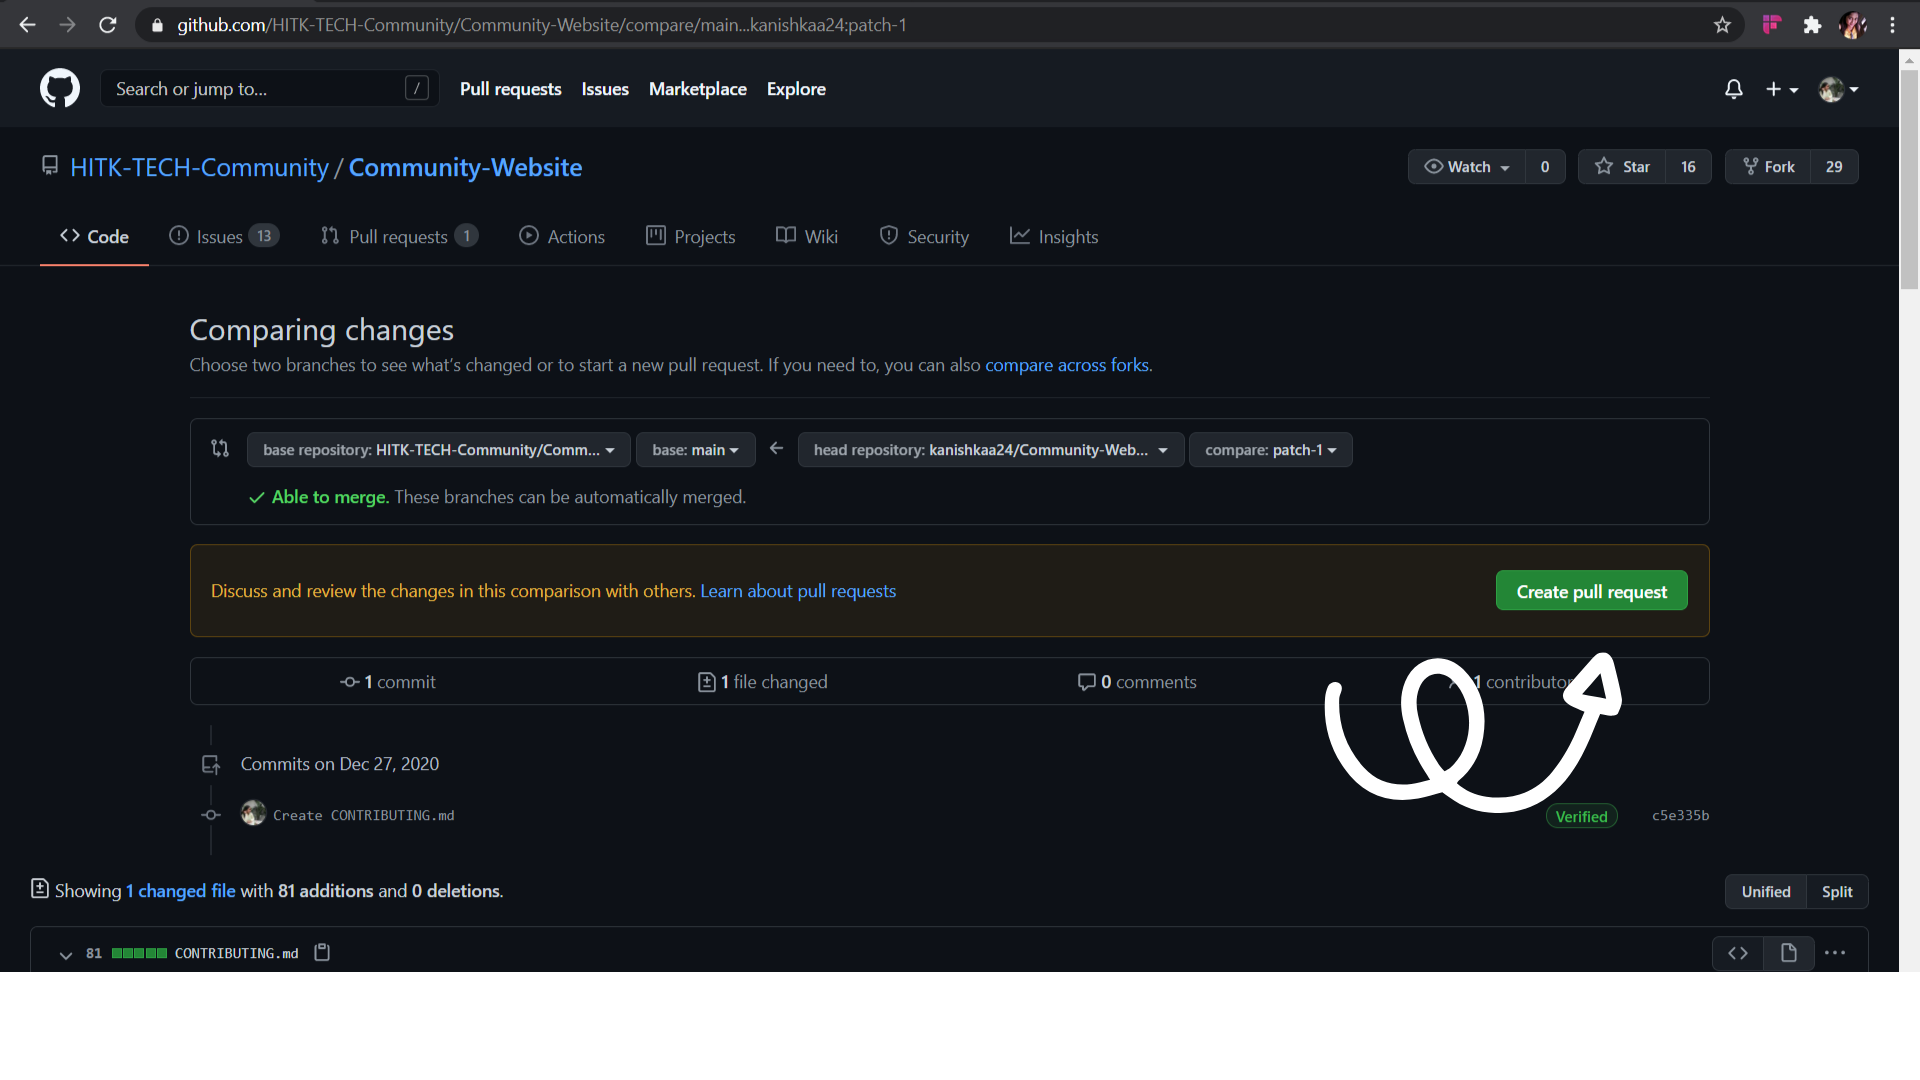 github.com/HITK-TECH-Community/Community-Website/compare/main...kanishkaa24:patch-1
Search or jump to... / Pull requests Issues Marketplace Explore
HITK-TECH-Community / Community-Website Watch 0 Star 16 Fork 29
Code Issues 13 Pull requests 1 Actions Projects Wiki Security Insights
Comparing changes
Choose two branches to see what's changed or to start a new pull request. If you need to, you can also compare across forks.
base repository: HITK-TECH-Community/Comm... base: main head repository: kanishkaa24/Community-Web... compare: patch-1
Able to merge. These branches can be automatically merged.
Discuss and review the changes in this comparison with others. Learn about pull requests Create pull request
1 commit 1 file changed 0 comments 1 contributor
Commits on Dec 27, 2020
Create CONTRIBUTING.md Verified c5e335b
Showing 1 changed file with 81 additions and 0 deletions. Unified Split
81 CONTRIBUTING.md